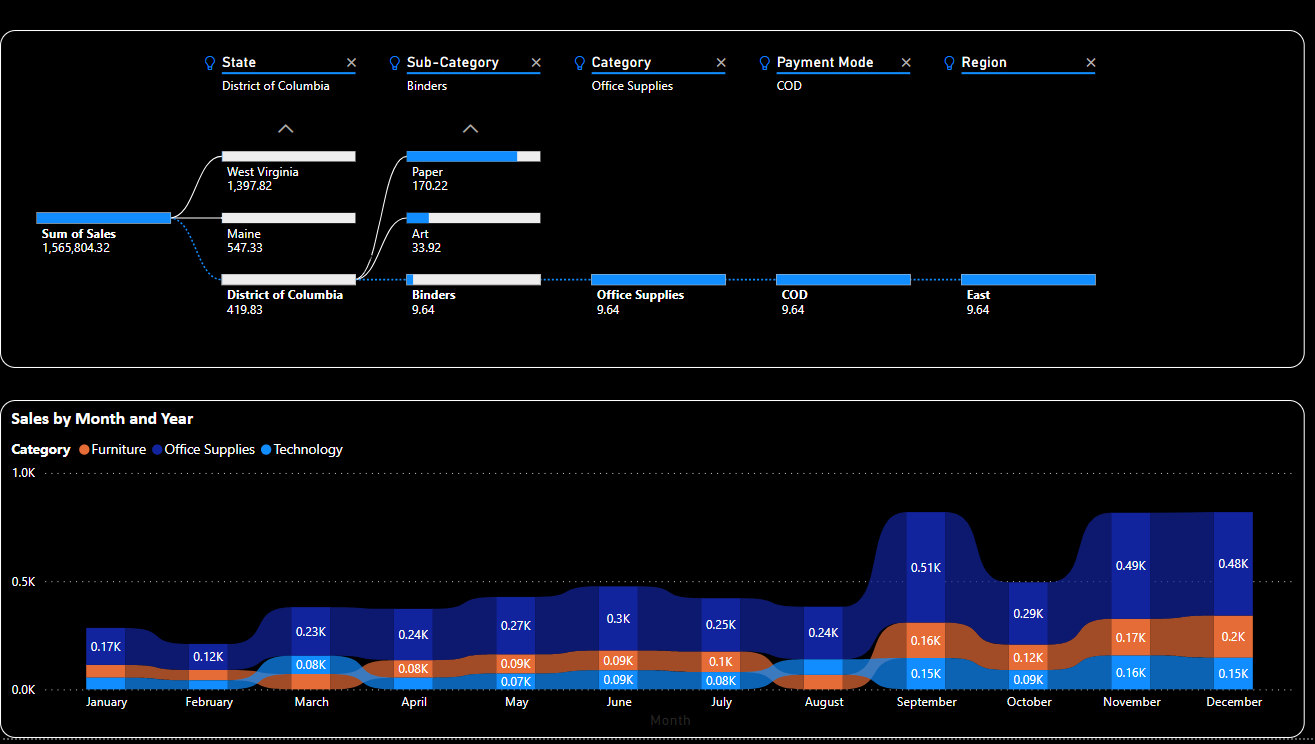 State ✕ Sub-Category ✕ Category ✕ Payment Mode ✕ Region ✕
District of Columbia Binders Office Supplies COD
West Virginia Paper
1,397.82 170.22
Sum of Sales Maine Art
1,565,804.32 547.33 33.92
District of Columbia Binders Office Supplies COD East
419.83 9.64 9.64 9.64 9.64
Sales by Month and Year
Category Furniture Office Supplies Technology
1.0K
0.5K
0.0K
0.17K 0.12K 0.23K 0.24K 0.27K 0.3K 0.25K 0.24K 0.51K 0.29K 0.49K 0.48K
0.08K 0.08K 0.09K 0.09K 0.1K 0.16K 0.12K 0.17K 0.2K
0.07K 0.09K 0.08K 0.15K 0.09K 0.16K 0.15K
January February March April May June July August September October November December
Month